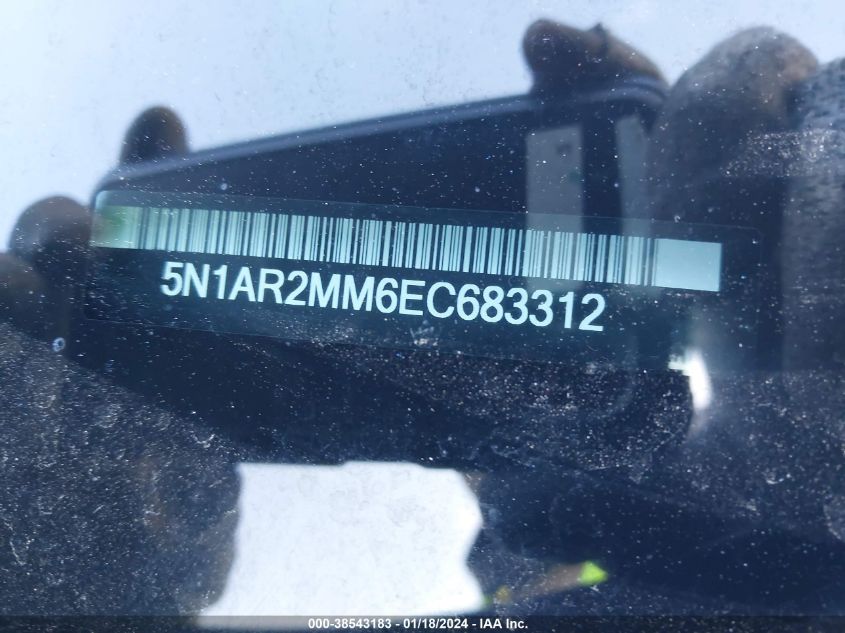 5N1AR2MM6EC683312
000-38543183 - 01/18/2024 - IAA Inc.